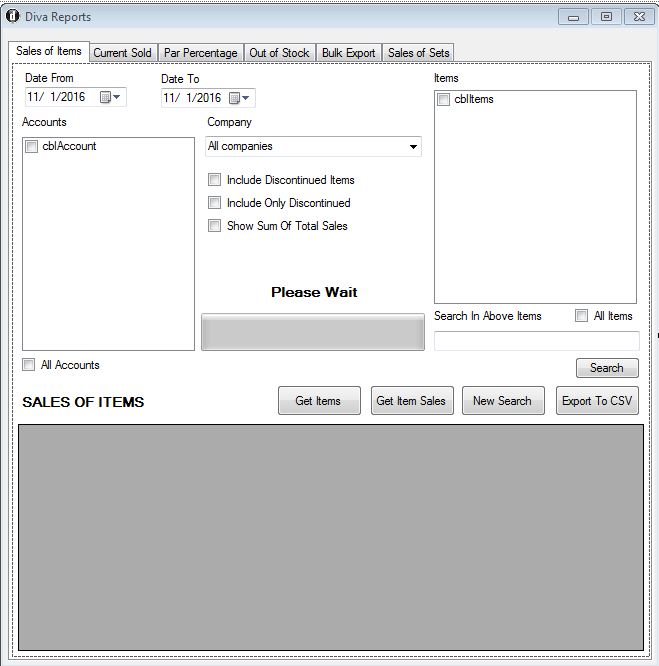 Diva Reports
Sales of Items Current Sold Par Percentage Out of Stock Bulk Export Sales of Sets
Date From Date To Items
11/ 1/2016 11/ 1/2016 cblItems
Accounts Company
cblAccount All companies
Include Discontinued Items
Include Only Discontinued
Show Sum Of Total Sales
Please Wait
Search In Above Items All Items
All Accounts Search
SALES OF ITEMS Get Items Get Item Sales New Search Export To CSV